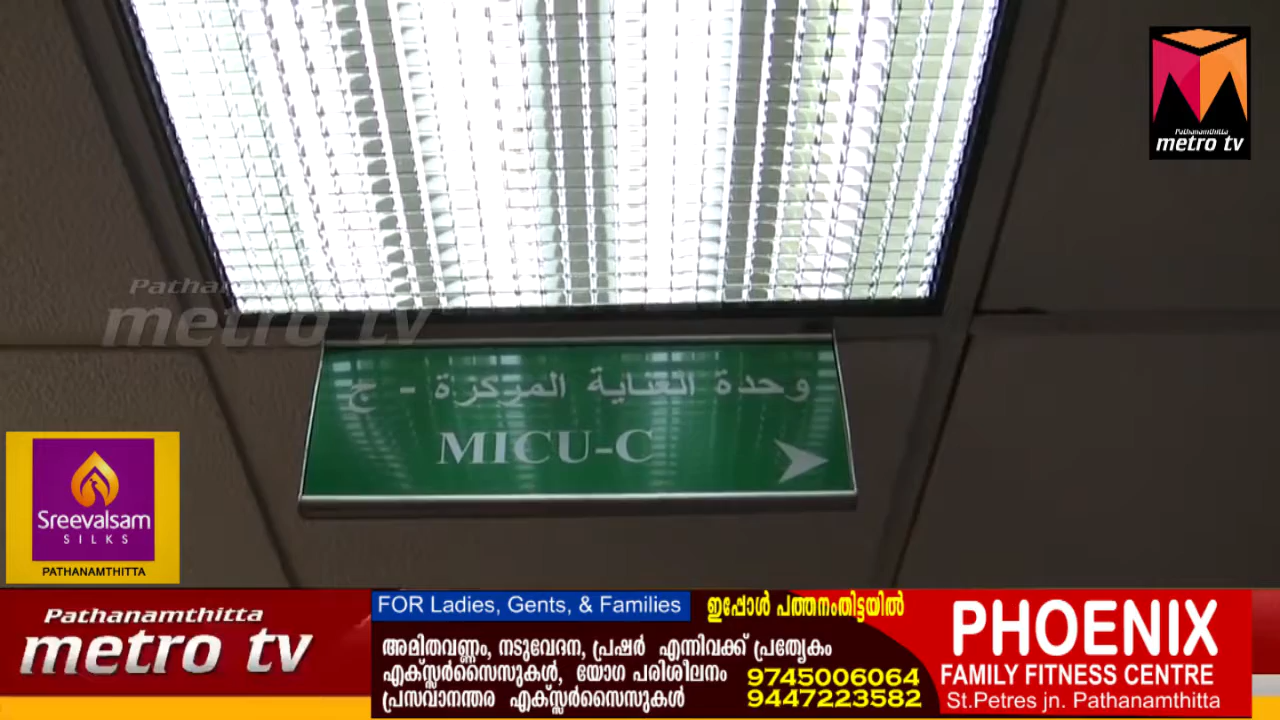 Pathanamthitta
metro tv
Pathanamthitta
metro tv
وحدة العناية المركزة - ج
MICU-C
Sreevalsam
SILKS
PATHANAMTHITTA
Pathanamthitta
metro tv
FOR Ladies, Gents, & Families
ഇപ്പോൾ പത്തനംതിട്ടയിൽ
അമിതവണ്ണം, നടുവേദന, പ്രഷർ എന്നിവക്ക് പ്രത്യേകം
എക്സർസൈസുകൾ, യോഗ പരിശീലനം
പ്രസവാനന്തര എക്സർസൈസുകൾ
9745006064
9447223582
PHOENIX
FAMILY FITNESS CENTRE
St.Petres jn. Pathanamthitta